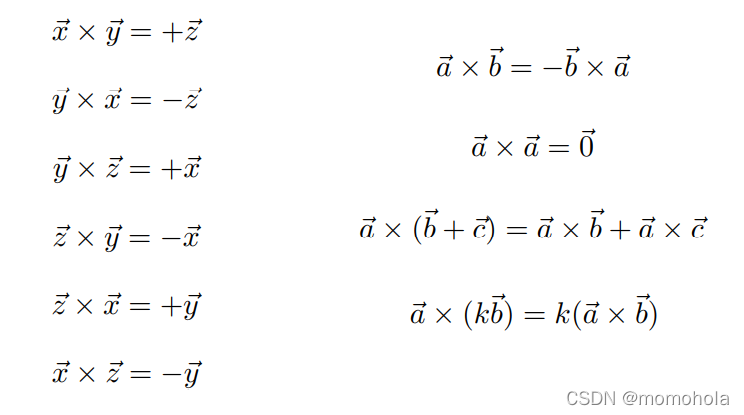 x⃗ × y⃗ = +z⃗
y⃗ × x⃗ = −z⃗
y⃗ × z⃗ = +x⃗
z⃗ × y⃗ = −x⃗
z⃗ × x⃗ = +y⃗
x⃗ × z⃗ = −y⃗
a⃗ × b⃗ = −b⃗ × a⃗
a⃗ × a⃗ = 0⃗
a⃗ × (b⃗ + c⃗) = a⃗ × b⃗ + a⃗ × c⃗
a⃗ × (kb⃗) = k(a⃗ × b⃗)
CSDN @momohola